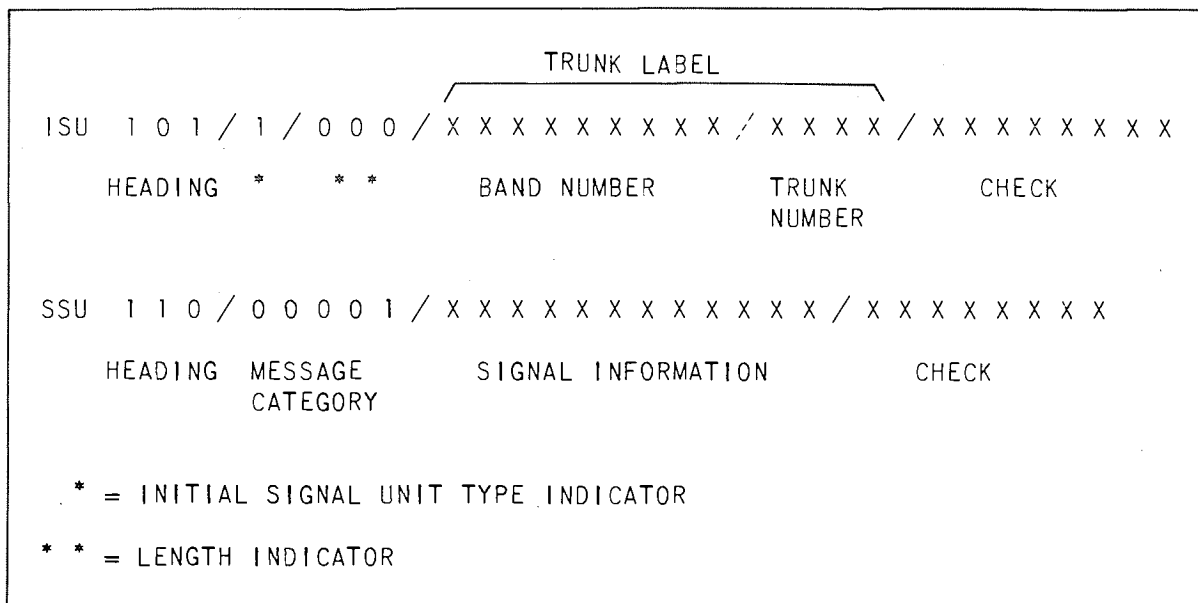 TRUNK LABEL
ISU 1 0 1 / 1 / 0 0 0 / X X X X X X X X X / X X X X / X X X X X X X X
HEADING * * * BAND NUMBER TRUNK NUMBER CHECK
SSU 1 1 0 / 0 0 0 0 1 / X X X X X X X X X X X X / X X X X X X X X
HEADING MESSAGE CATEGORY SIGNAL INFORMATION CHECK
* = INITIAL SIGNAL UNIT TYPE INDICATOR
* * = LENGTH INDICATOR